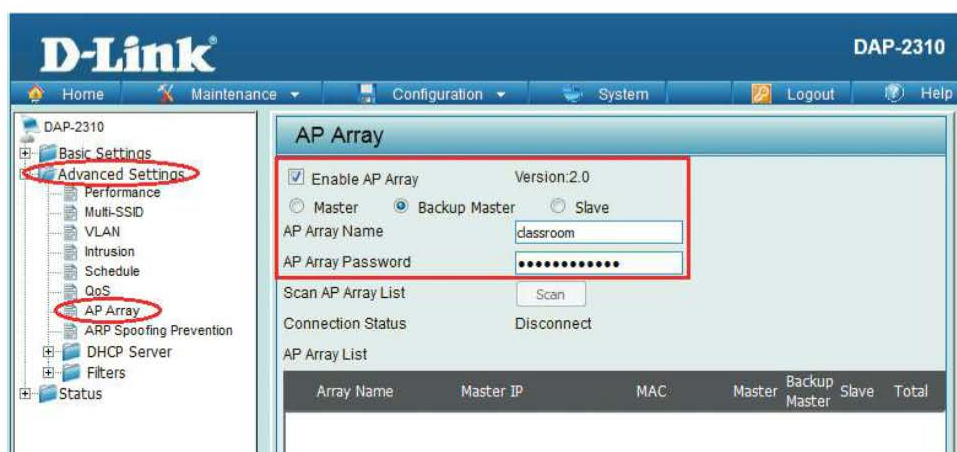 D-Link
DAP-2310
Home Maintenance Configuration System Logout Help
DAP-2310
Basic Settings
Advanced Settings
Performance
Multi-SSID
VLAN
Intrusion
Schedule
QoS
AP Array
ARP Spoofing Prevention
DHCP Server
Filters
Status
AP Array
Enable AP Array Version:2.0
Master Backup Master Slave
AP Array Name classroom
AP Array Password ••••••••••••
Scan AP Array List Scan
Connection Status Disconnect
AP Array List
Array Name Master IP MAC Master Backup Master Slave Total